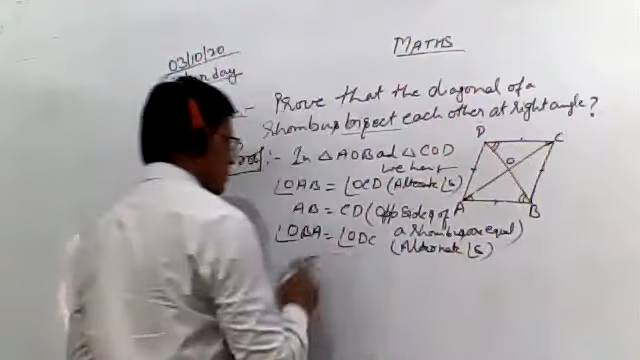 MATHS
03/10/20
Prove that the diagonal of a
rhombus bisect each other at right angle?
:- In △AOB and △COD
we have
∠OAB = ∠OCD (Alternate ∠s)
AB = CD (Opp sides of
a rhombus are equal)
∠OBA = ∠ODC (Alternate ∠s)
D C
O
A B